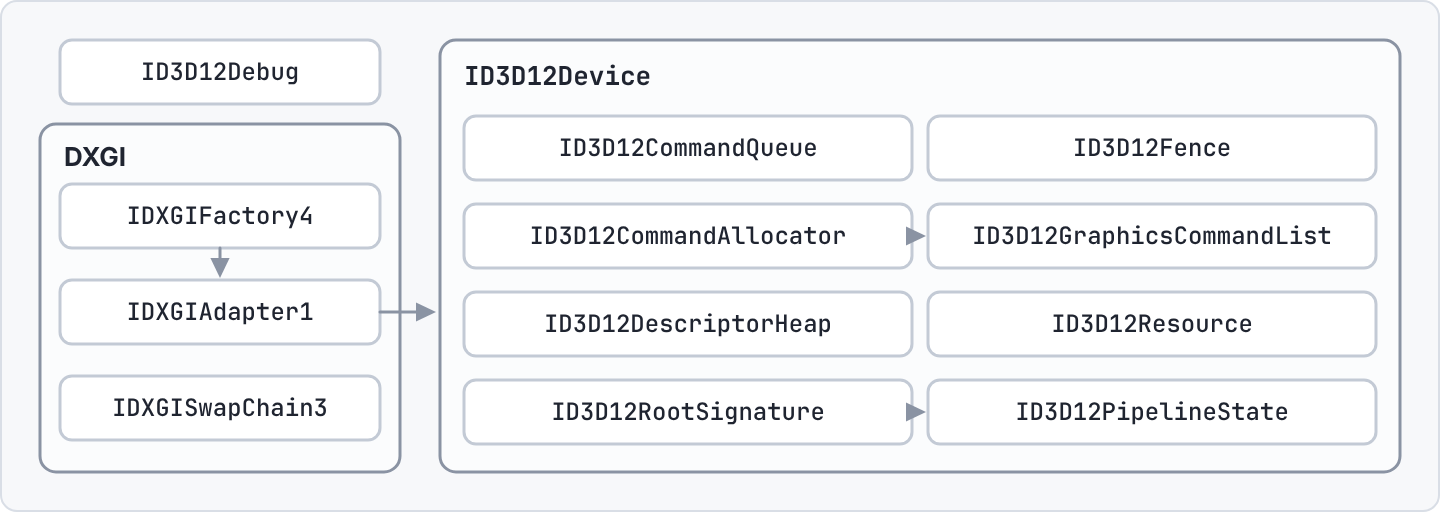 ID3D12Debug
DXGI
IDXGIFactory4
IDXGIAdapter1
IDXGISwapChain3
ID3D12Device
ID3D12CommandQueue
ID3D12Fence
ID3D12CommandAllocator
ID3D12GraphicsCommandList
ID3D12DescriptorHeap
ID3D12Resource
ID3D12RootSignature
ID3D12PipelineState